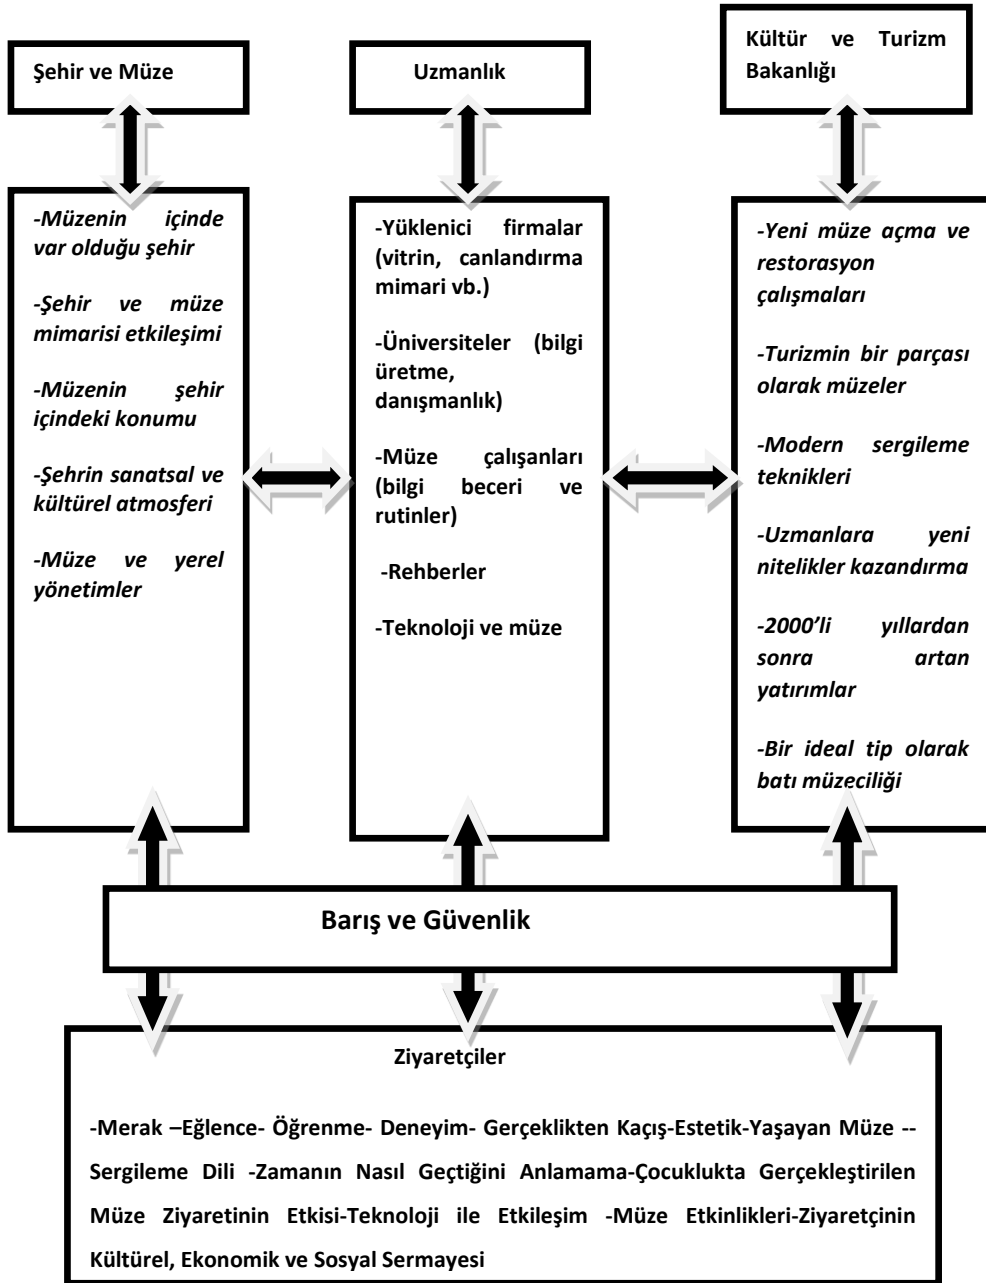 Şehir ve Müze
Uzmanlık
Kültür ve Turizm
Bakanlığı
-Müzenin içinde
var olduğu şehir
-Şehir ve müze
mimarisi etkileşimi
-Müzenin şehir
içindeki konumu
-Şehrin sanatsal ve
kültürel atmosferi
-Müze ve yerel
yönetimler
-Yüklenici firmalar
(vitrin, canlandırma
mimari vb.)
-Üniversiteler (bilgi
üretme,
danışmanlık)
-Müze çalışanları
(bilgi beceri ve
rutinler)
-Rehberler
-Teknoloji ve müze
-Yeni müze açma ve
restorasyon
çalışmaları
-Turizmin bir parçası
olarak müzeler
-Modern sergileme
teknikleri
-Uzmanlara yeni
nitelikler kazandırma
-2000’li yıllardan
sonra artan
yatırımlar
-Bir ideal tip olarak
batı müzeciliği
Barış ve Güvenlik
Ziyaretçiler
-Merak –Eğlence- Öğrenme- Deneyim- Gerçeklikten Kaçış-Estetik-Yaşayan Müze --
Sergileme Dili -Zamanın Nasıl Geçtiğini Anlamama-Çocuklukta Gerçekleştirilen
Müze Ziyaretinin Etkisi-Teknoloji ile Etkileşim -Müze Etkinlikleri-Ziyaretçinin
Kültürel, Ekonomik ve Sosyal Sermayesi